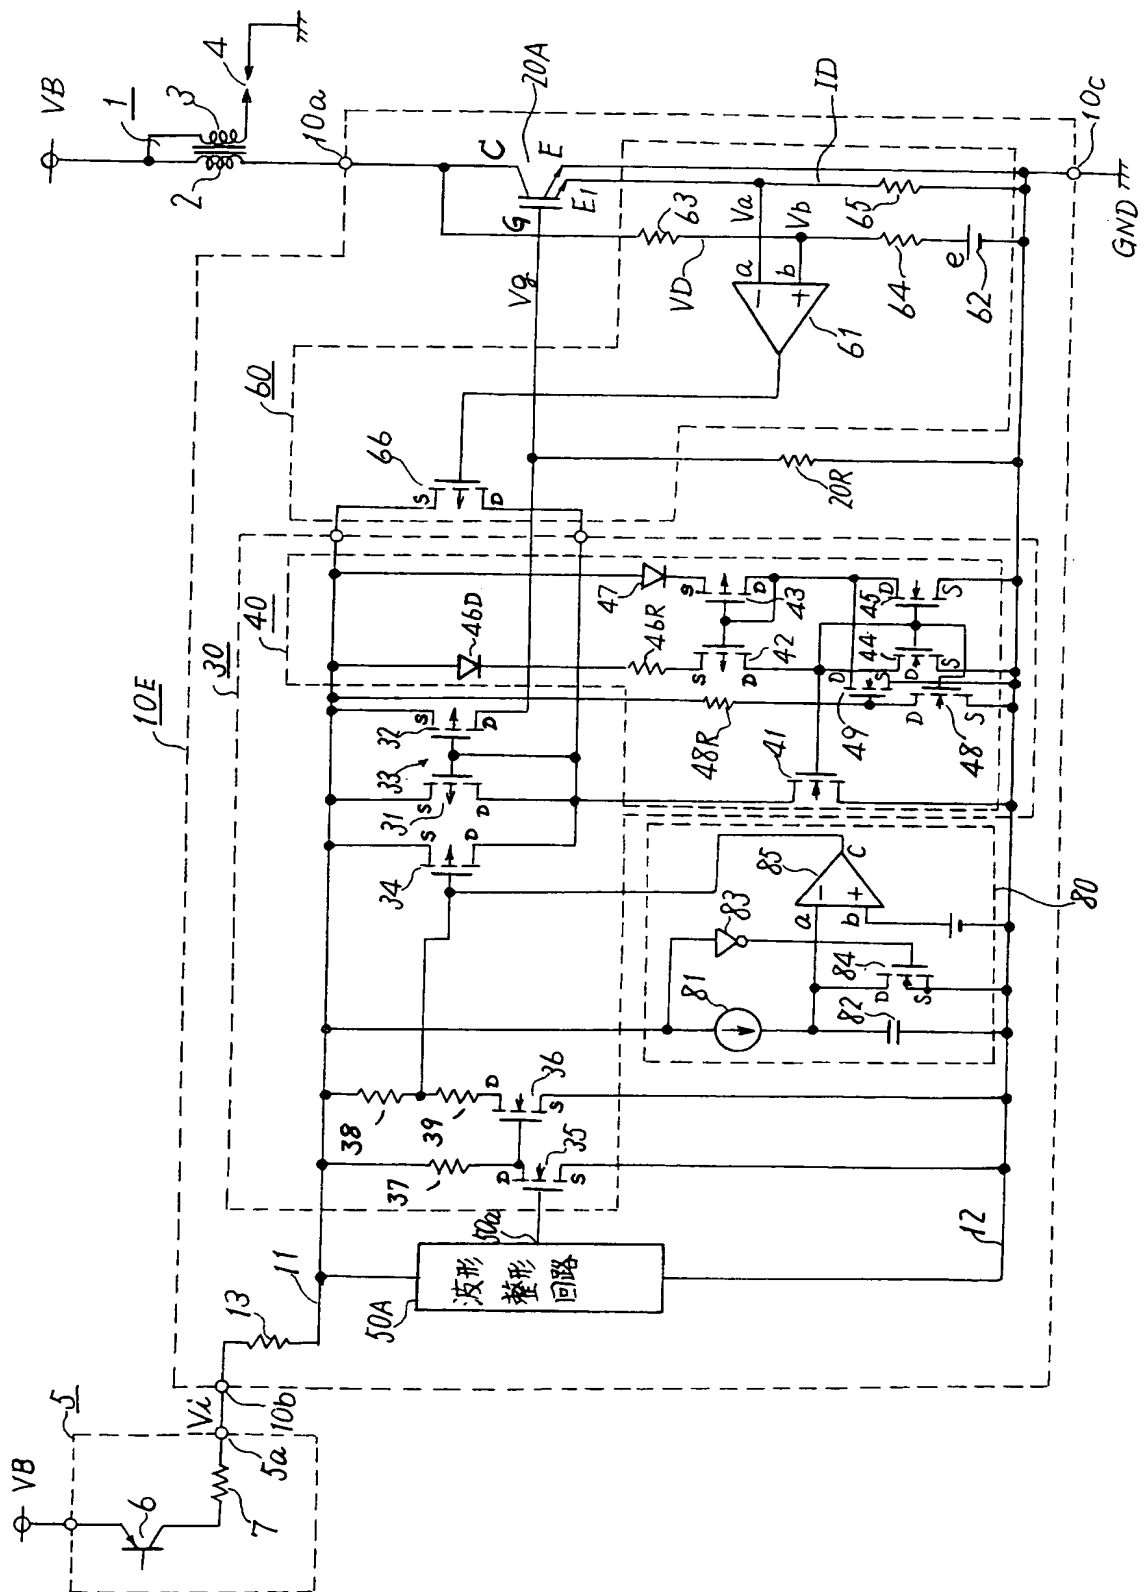 VB
5
6
7
5a
Vi
10b
13
11
10E
50A
波形
整形
回路
50a
12
30
37
38
39
D
S
35
D
S
36
34
S
D
31
S
D
33
32
S
D
40
46D
46R
47
S
D
42
S
D
43
48R
41
49
D
S
44
D
S
45
D
S
48
D
S
80
81
82
83
84
D
S
85
a
b
c
−
+
60
66
S
D
20R
Vg
G
C
E
E1
20A
63
VD
Va
Vb
a
b
−
+
61
ID
65
64
e
62
10a
10c
GND
VB
1
2
3
4